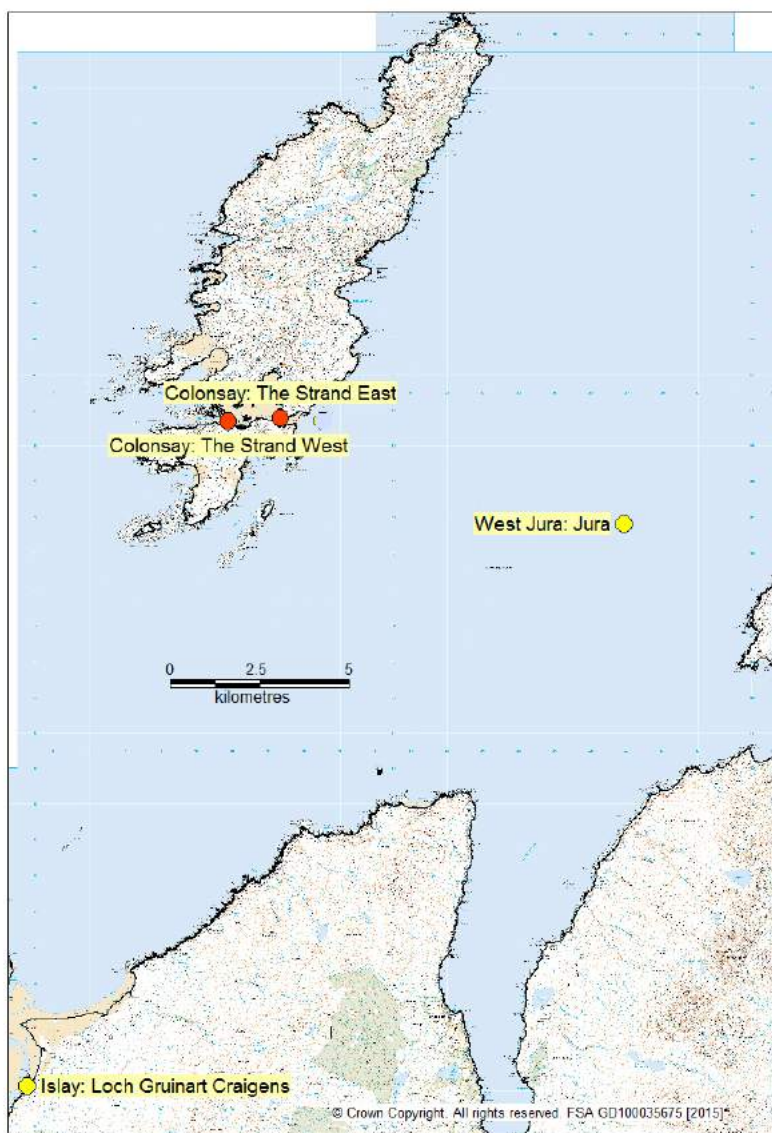 Colonsay: The Strand East
Colonsay: The Strand West
West Jura: Jura
0 2.5 5
kilometres
Islay: Loch Gruinart Craigens
© Crown Copyright. All rights reserved. FSA GD100035675 [2015]